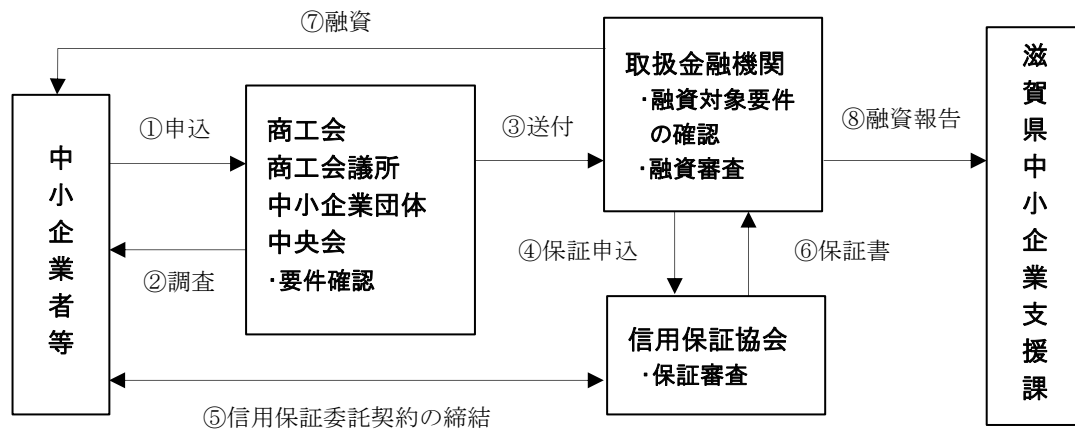 ⑦融資
中小企業者等
①申込
②調査
商工会
商工会議所
中小企業団体
中央会
・要件確認
③送付
取扱金融機関
・融資対象要件
の確認
・融資審査
④保証申込
⑥保証書
信用保証協会
・保証審査
⑤信用保証委託契約の締結
⑧融資報告
滋賀県中小企業支援課